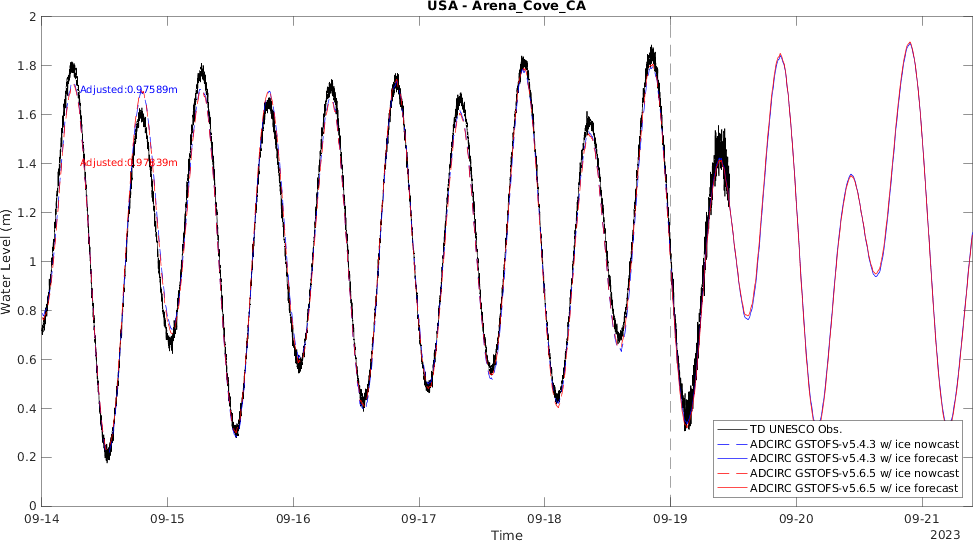 USA - Arena_Cove_CA
2
1.8
1.6
1.4
1.2
1
0.8
0.6
0.4
0.2
0
Water Level (m)
Adjusted:0.97589m
Adjusted:0.97339m
TD UNESCO Obs.
ADCIRC GSTOFS-v5.4.3 w/ ice nowcast
ADCIRC GSTOFS-v5.4.3 w/ ice forecast
ADCIRC GSTOFS-v5.6.5 w/ ice nowcast
ADCIRC GSTOFS-v5.6.5 w/ ice forecast
09-14 09-15 09-16 09-17 09-18 09-19 09-20 09-21
Time
2023